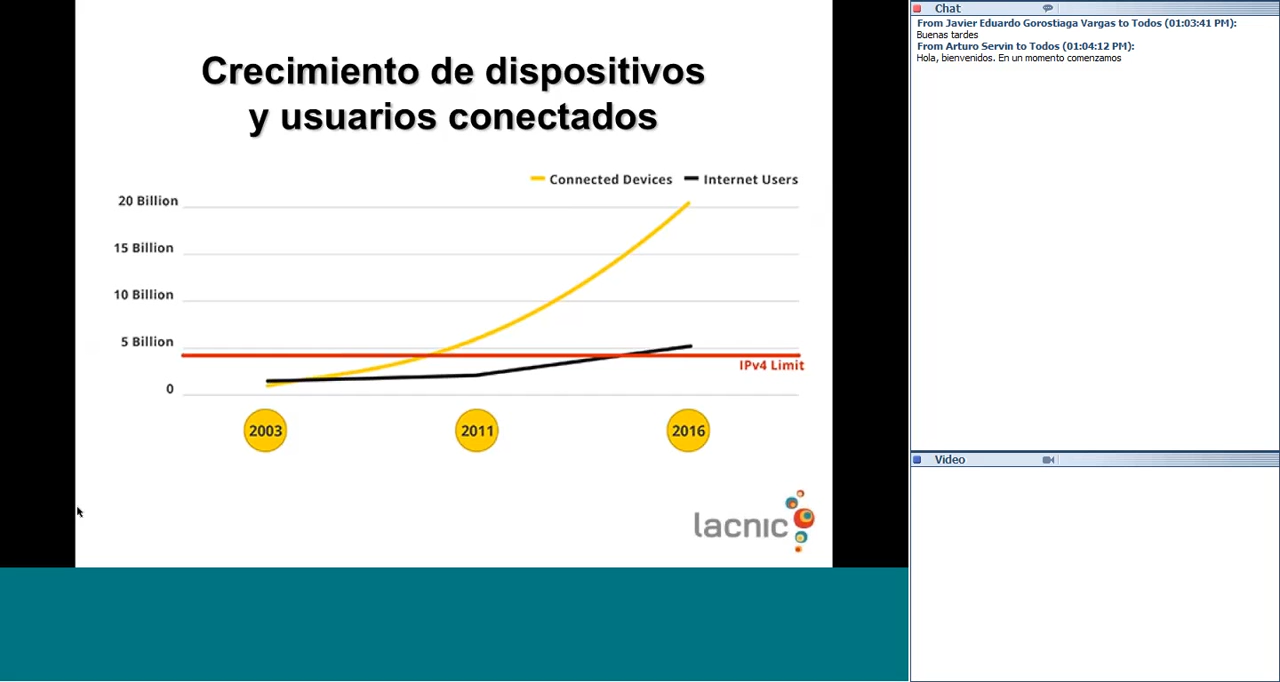 Crecimiento de dispositivos
y usuarios conectados
Connected Devices
Internet Users
20 Billion
15 Billion
10 Billion
5 Billion
IPv4 Limit
0
2003
2011
2016
lacnic
Chat
From Javier Eduardo Gorostiaga Vargas to Todos (01:03:41 PM):
Buenas tardes
From Arturo Servin to Todos (01:04:12 PM):
Hola, bienvenidos. En un momento comenzamos
Video